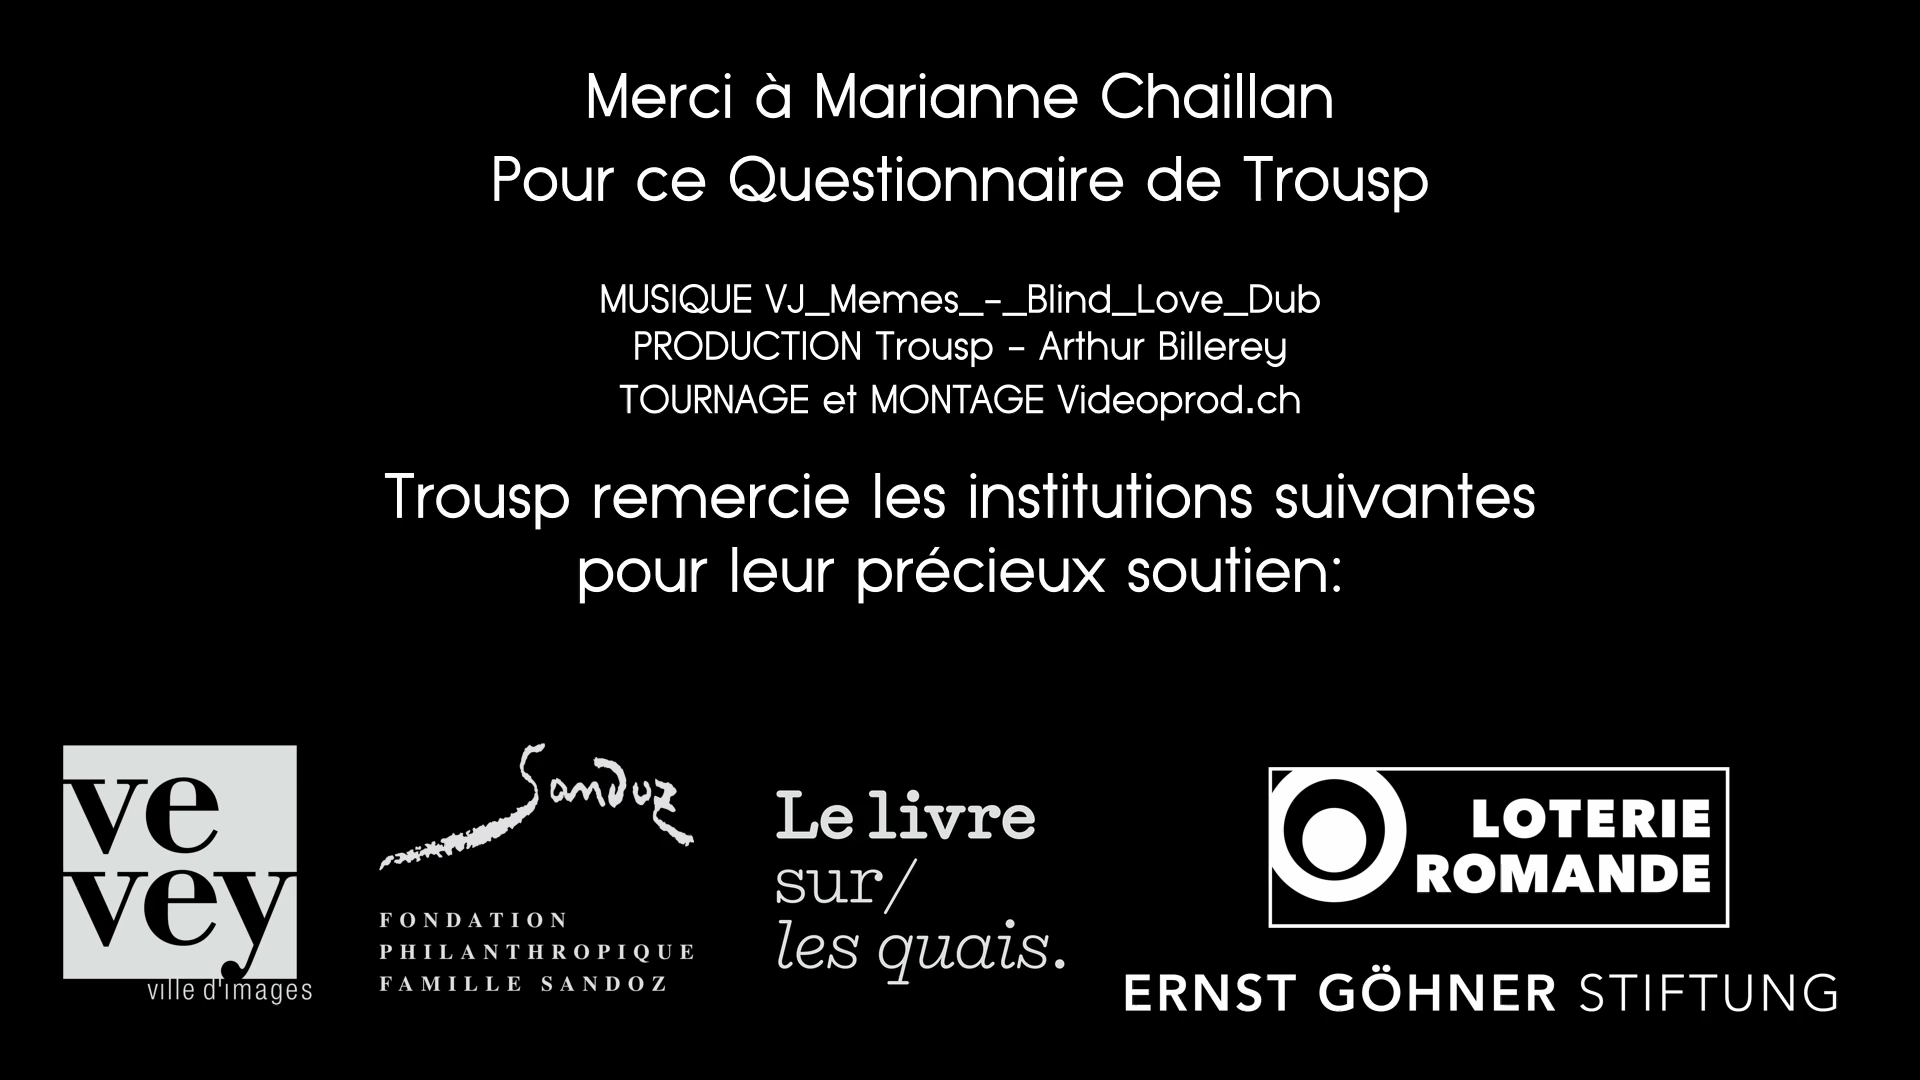 Merci à Marianne Chaillan
Pour ce Questionnaire de Trousp
MUSIQUE VJ_Memes_-_Blind_Love_Dub
PRODUCTION Trousp - Arthur Billerey
TOURNAGE et MONTAGE Videoprod.ch
Trousp remercie les institutions suivantes
pour leur précieux soutien:
ve
vey
ville d'images
Sandoz
FONDATION
PHILANTHROPIQUE
FAMILLE SANDOZ
Le livre
sur/
les quais.
LOTERIE
ROMANDE
ERNST GÖHNER STIFTUNG